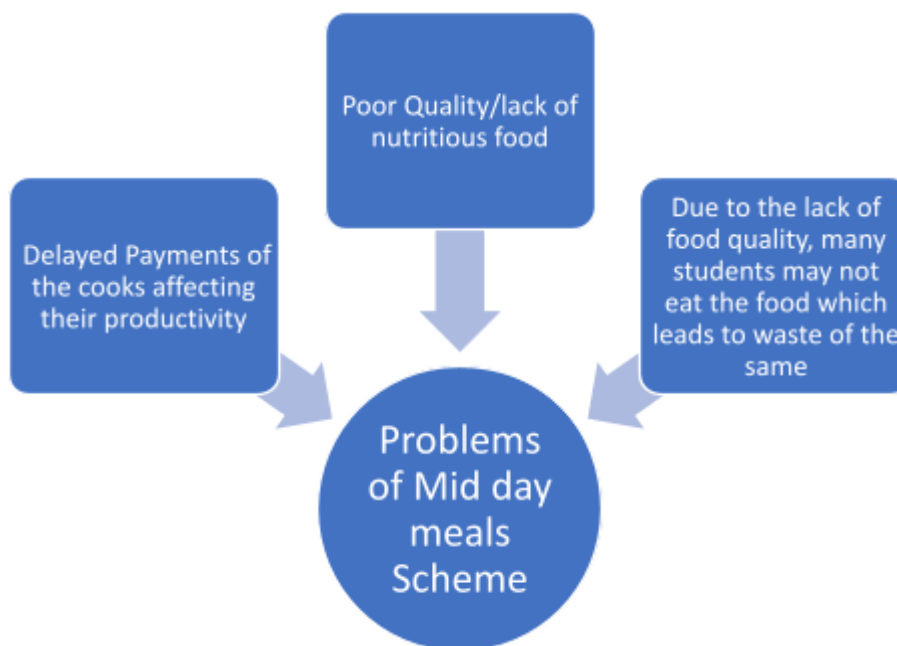 Poor Quality/lack of
nutritious food
Delayed Payments of
the cooks affecting
their productivity
Due to the lack of
food quality, many
students may not
eat the food which
leads to waste of the
same
Problems
of Mid day
meals
Scheme